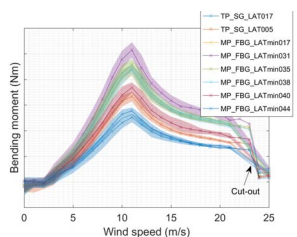 TP_SG_LAT017
TP_SG_LAT005
MP_FBG_LATmin017
MP_FBG_LATmin031
MP_FBG_LATmin035
MP_FBG_LATmin038
MP_FBG_LATmin040
MP_FBG_LATmin044
Bending moment (Nm)
Cut-out
0 5 10 15 20 25
Wind speed (m/s)